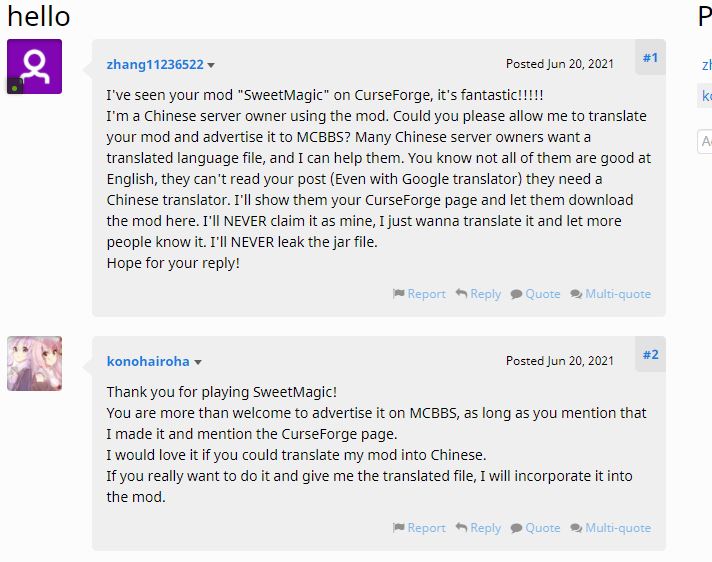 hello
P
zhang11236522
Posted Jun 20, 2021
#1
I've seen your mod "SweetMagic" on CurseForge, it's fantastic!!!!!
I'm a Chinese server owner using the mod. Could you please allow me to translate
your mod and advertise it to MCBBS? Many Chinese server owners want a
translated language file, and I can help them. You know not all of them are good at
English, they can't read your post (Even with Google translator) they need a
Chinese translator. I'll show them your CurseForge page and let them download
the mod here. I'll NEVER claim it as mine, I just wanna translate it and let more
people know it. I'll NEVER leak the jar file.
Hope for your reply!
Report Reply Quote Multi-quote
konohairoha
Posted Jun 20, 2021
#2
Thank you for playing SweetMagic!
You are more than welcome to advertise it on MCBBS, as long as you mention that
I made it and mention the CurseForge page.
I would love it if you could translate my mod into Chinese.
If you really want to do it and give me the translated file, I will incorporate it into
the mod.
Report Reply Quote Multi-quote